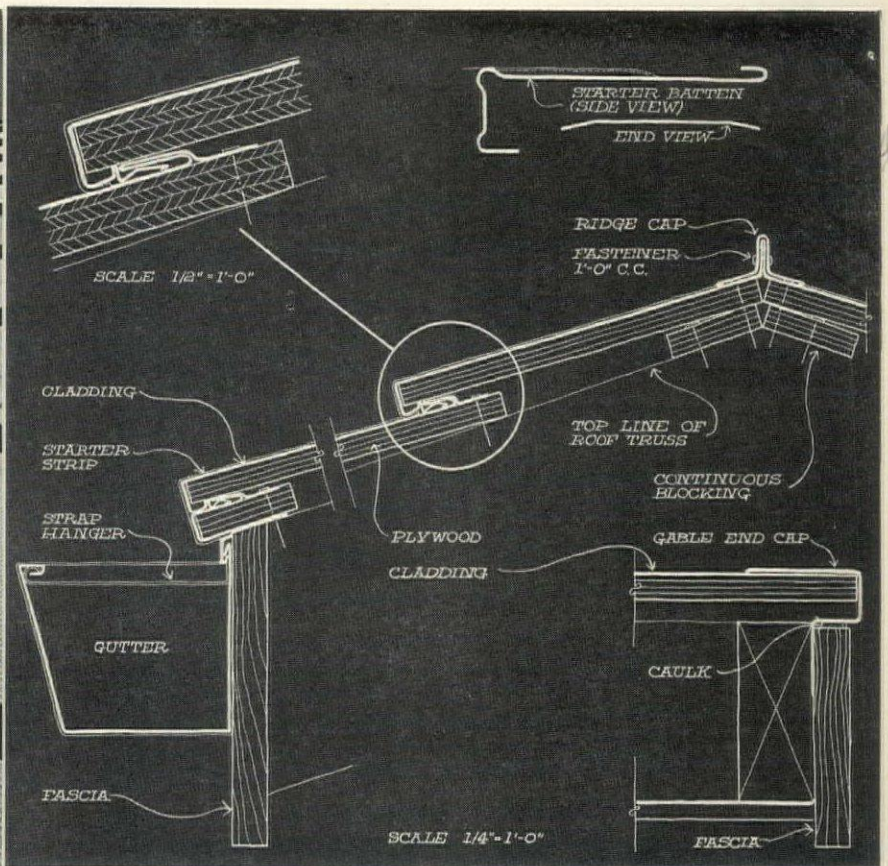 STARTER BATTEN
(SIDE VIEW)
END VIEW
RIDGE CAP
FASTENER
1'-0" C.C.
SCALE 1/2"=1'-0"
CLADDING
STARTER
STRIP
STRAP
HANGER
TOP LINE OF
ROOF TRUSS
CONTINUOUS
BLOCKING
PLYWOOD
CLADDING
GABLE END CAP
GUTTER
CAULK
FASCIA
SCALE 1/4"=1'-0"
FASCIA